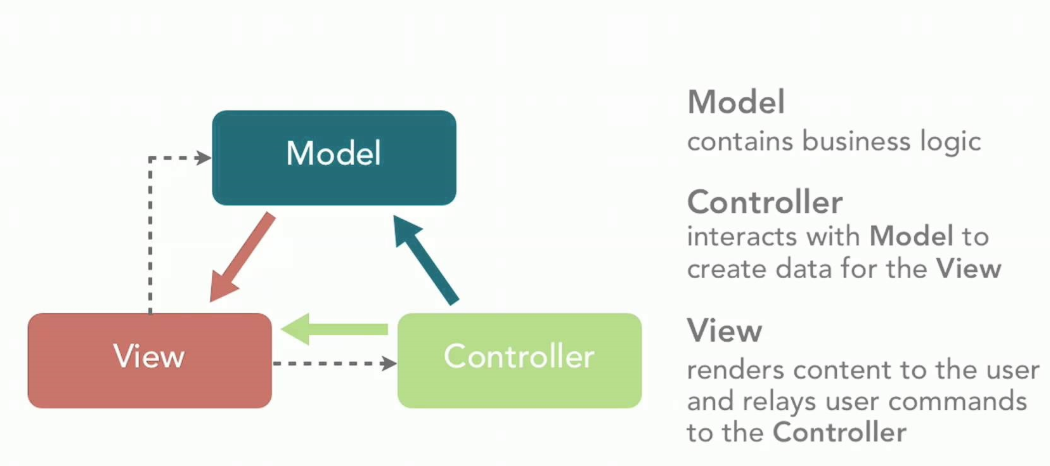 Model
View
Controller
Model
contains business logic
Controller
interacts with Model to
create data for the View
View
renders content to the user
and relays user commands
to the Controller